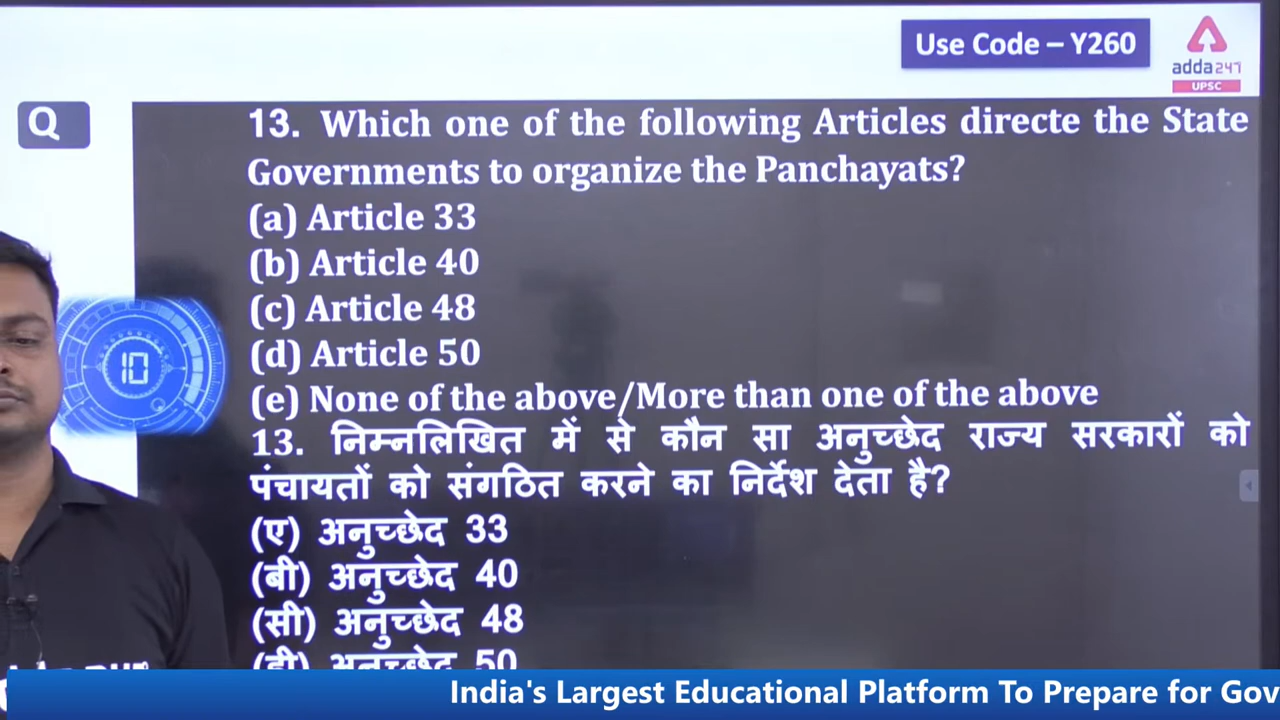 Use Code – Y260
adda247
UPSC
Q
13. Which one of the following Articles directe the State
Governments to organize the Panchayats?
(a) Article 33
(b) Article 40
(c) Article 48
(d) Article 50
(e) None of the above/More than one of the above
10
13. निम्नलिखित में से कौन सा अनुच्छेद राज्य सरकारों को
पंचायतों को संगठित करने का निर्देश देता है?
(ए) अनुच्छेद 33
(बी) अनुच्छेद 40
(सी) अनुच्छेद 48
(डी) अनुच्छेद 50
India's Largest Educational Platform To Prepare for Gov